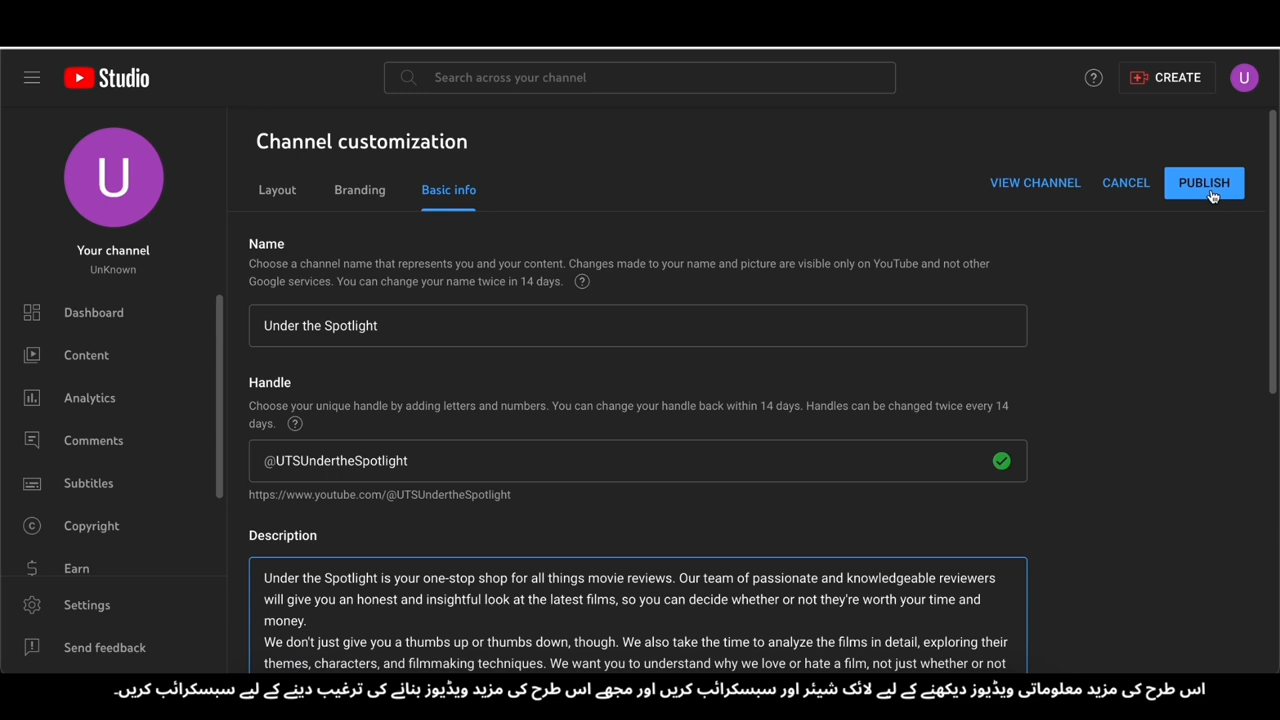 Studio
Search across your channel
CREATE
U
U
Your channel
UnKnown
Dashboard
Content
Analytics
Comments
Subtitles
Copyright
Earn
Settings
Send feedback
Channel customization
Layout
Branding
Basic info
VIEW CHANNEL
CANCEL
PUBLISH
Name
Choose a channel name that represents you and your content. Changes made to your name and picture are visible only on YouTube and not other
Google services. You can change your name twice in 14 days.
Under the Spotlight
Handle
Choose your unique handle by adding letters and numbers. You can change your handle back within 14 days. Handles can be changed twice every 14
days.
@UTSUndertheSpotlight
https://www.youtube.com/@UTSUndertheSpotlight
Description
Under the Spotlight is your one-stop shop for all things movie reviews. Our team of passionate and knowledgeable reviewers
will give you an honest and insightful look at the latest films, so you can decide whether or not they're worth your time and
money.
We don't just give you a thumbs up or thumbs down, though. We also take the time to analyze the films in detail, exploring their
themes, characters, and filmmaking techniques. We want you to understand why we love or hate a film, not just whether or not
اس طرح کی مزید معلوماتی ویڈیوز دیکھنے کے لیے لائک شیئر اور سبسکرائب کریں اور مجھے اس طرح کی مزید ویڈیوز بنانے کی ترغیب دینے کے لیے سبسکرائب کریں۔